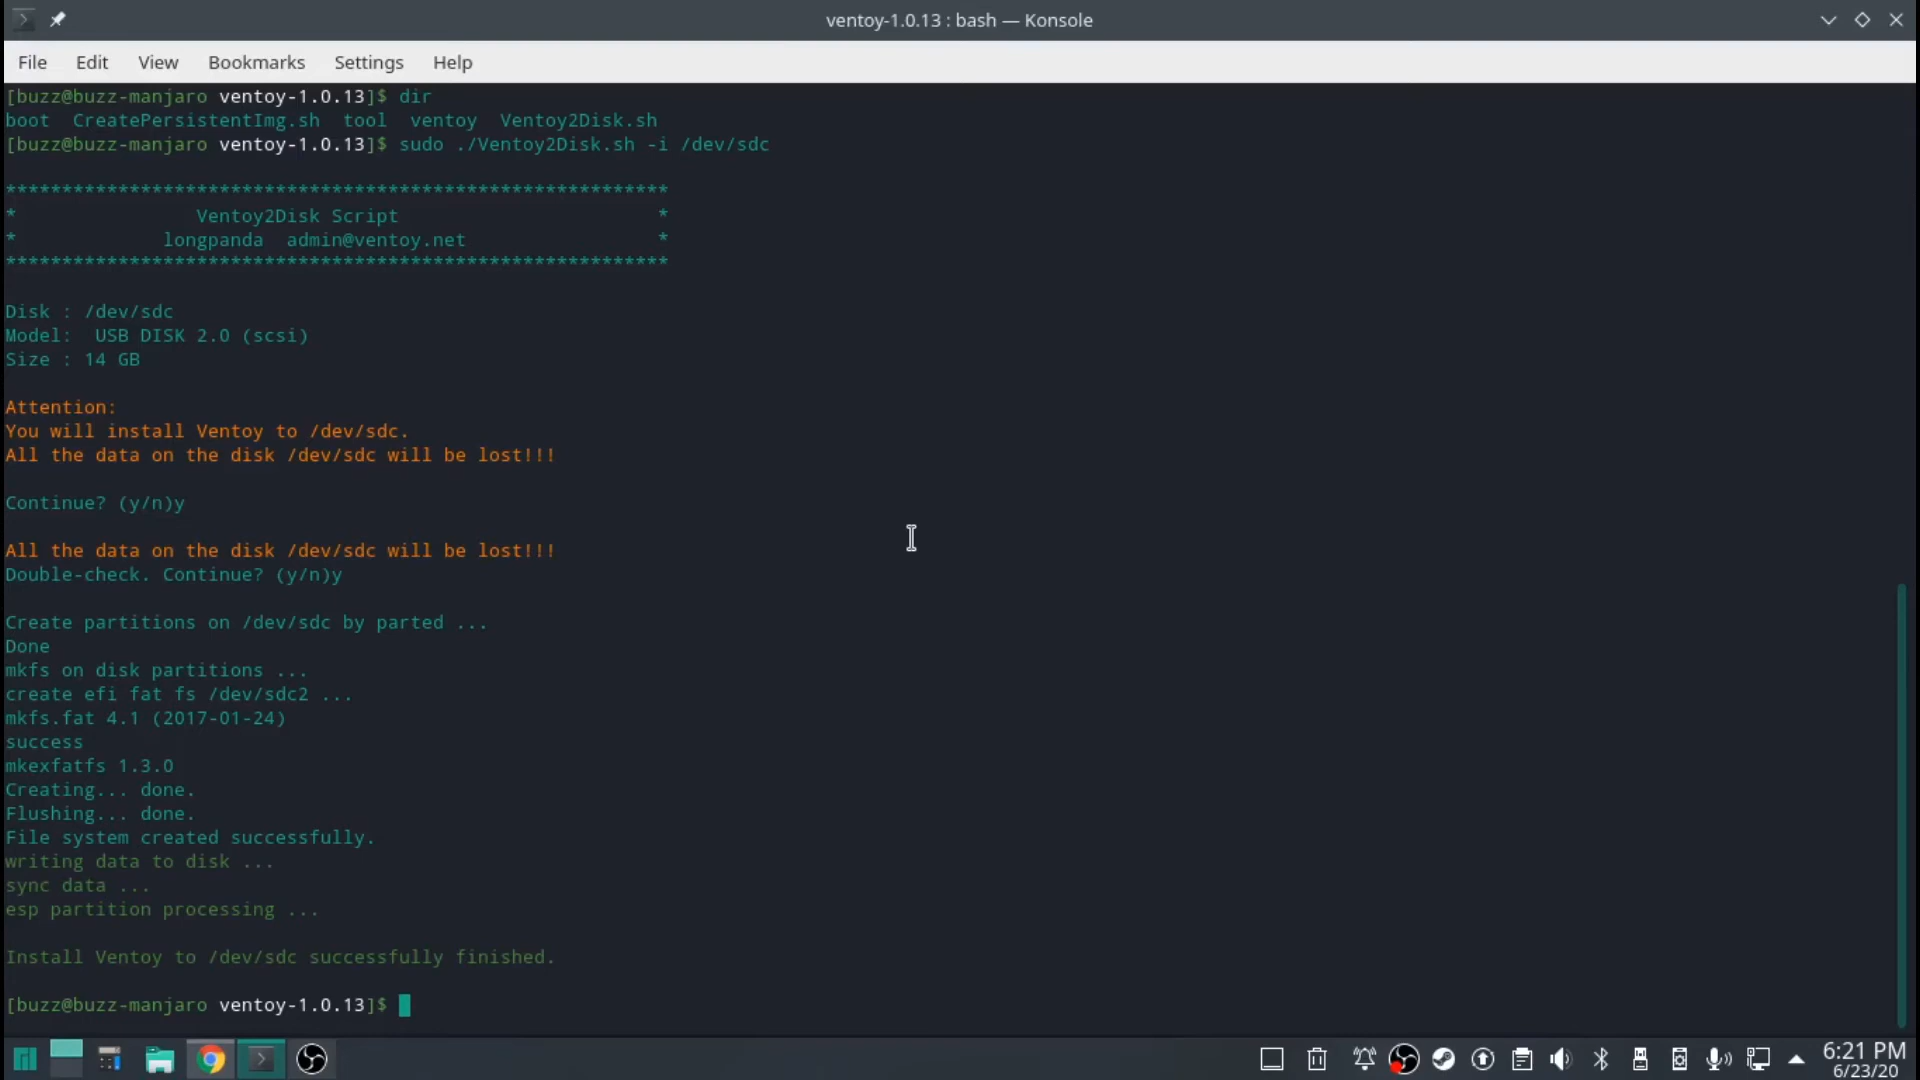 ventoy-1.0.13 : bash — Konsole
File Edit View Bookmarks Settings Help
[buzz@buzz-manjaro ventoy-1.0.13]$ dir
boot  CreatePersistentImg.sh  tool  ventoy  Ventoy2Disk.sh
[buzz@buzz-manjaro ventoy-1.0.13]$ sudo ./Ventoy2Disk.sh -i /dev/sdc
***********************************************************
*                Ventoy2Disk Script                       *
*             longpanda  admin@ventoy.net                 *
***********************************************************
Disk : /dev/sdc
Model:  USB DISK 2.0 (scsi)
Size : 14 GB
Attention:
You will install Ventoy to /dev/sdc.
All the data on the disk /dev/sdc will be lost!!!
Continue? (y/n)y
All the data on the disk /dev/sdc will be lost!!!
Double-check. Continue? (y/n)y
Create partitions on /dev/sdc by parted ...
Done
mkfs on disk partitions ...
create efi fat fs /dev/sdc2 ...
mkfs.fat 4.1 (2017-01-24)
success
mkexfatfs 1.3.0
Creating... done.
Flushing... done.
File system created successfully.
writing data to disk ...
sync data ...
esp partition processing ...
Install Ventoy to /dev/sdc successfully finished.
[buzz@buzz-manjaro ventoy-1.0.13]$
6:21 PM
6/23/20